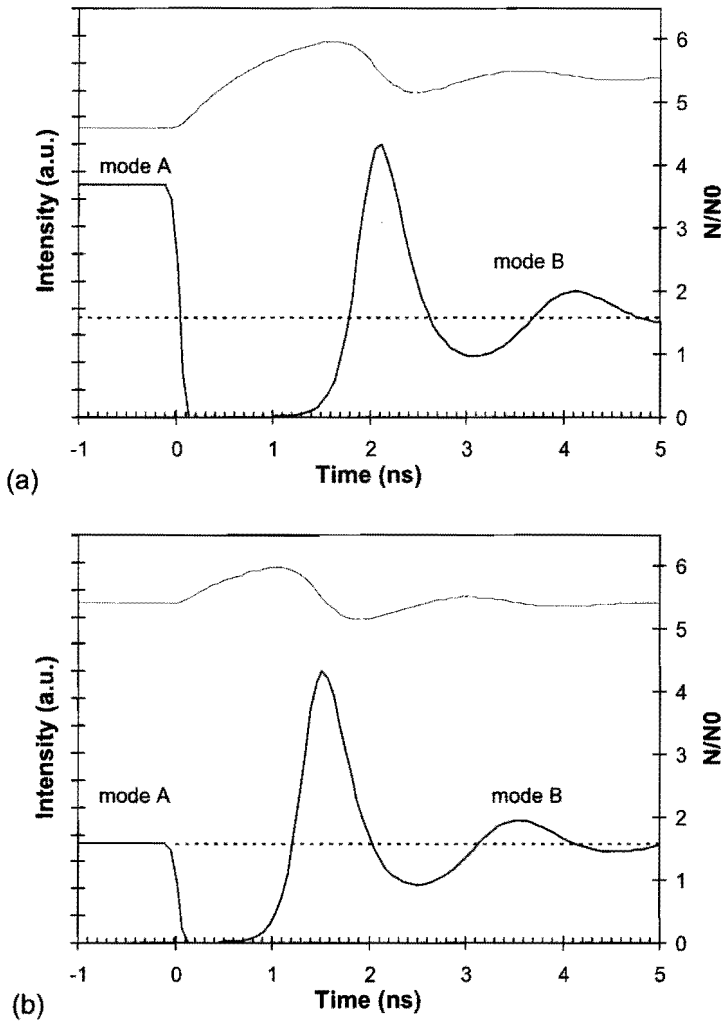 6
5
4
3
2
1
0
Intensity (a.u.)
N/N0
mode A
mode B
-1 0 1 2 3 4 5
Time (ns)
(a)
6
5
4
3
2
1
0
Intensity (a.u.)
N/N0
mode A
mode B
-1 0 1 2 3 4 5
Time (ns)
(b)